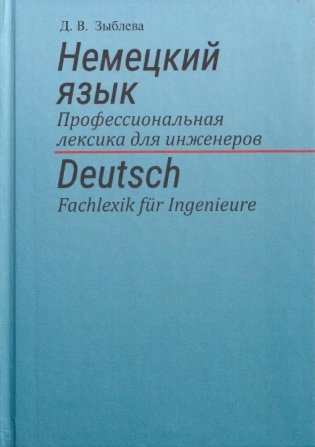 Д. В. Зыблева
Немецкий
язык
Профессиональная
лексика для инженеров
Deutsch
Fachlexik für Ingenieure